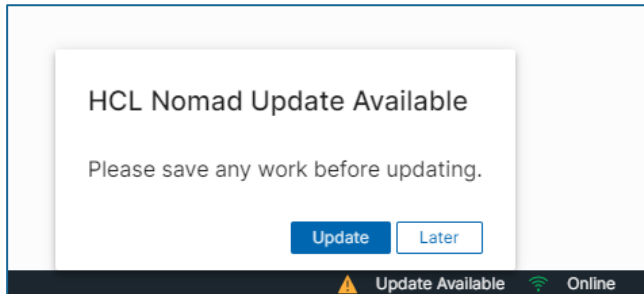 HCL Nomad Update Available
Please save any work before updating.
Update Later
Update Available Online